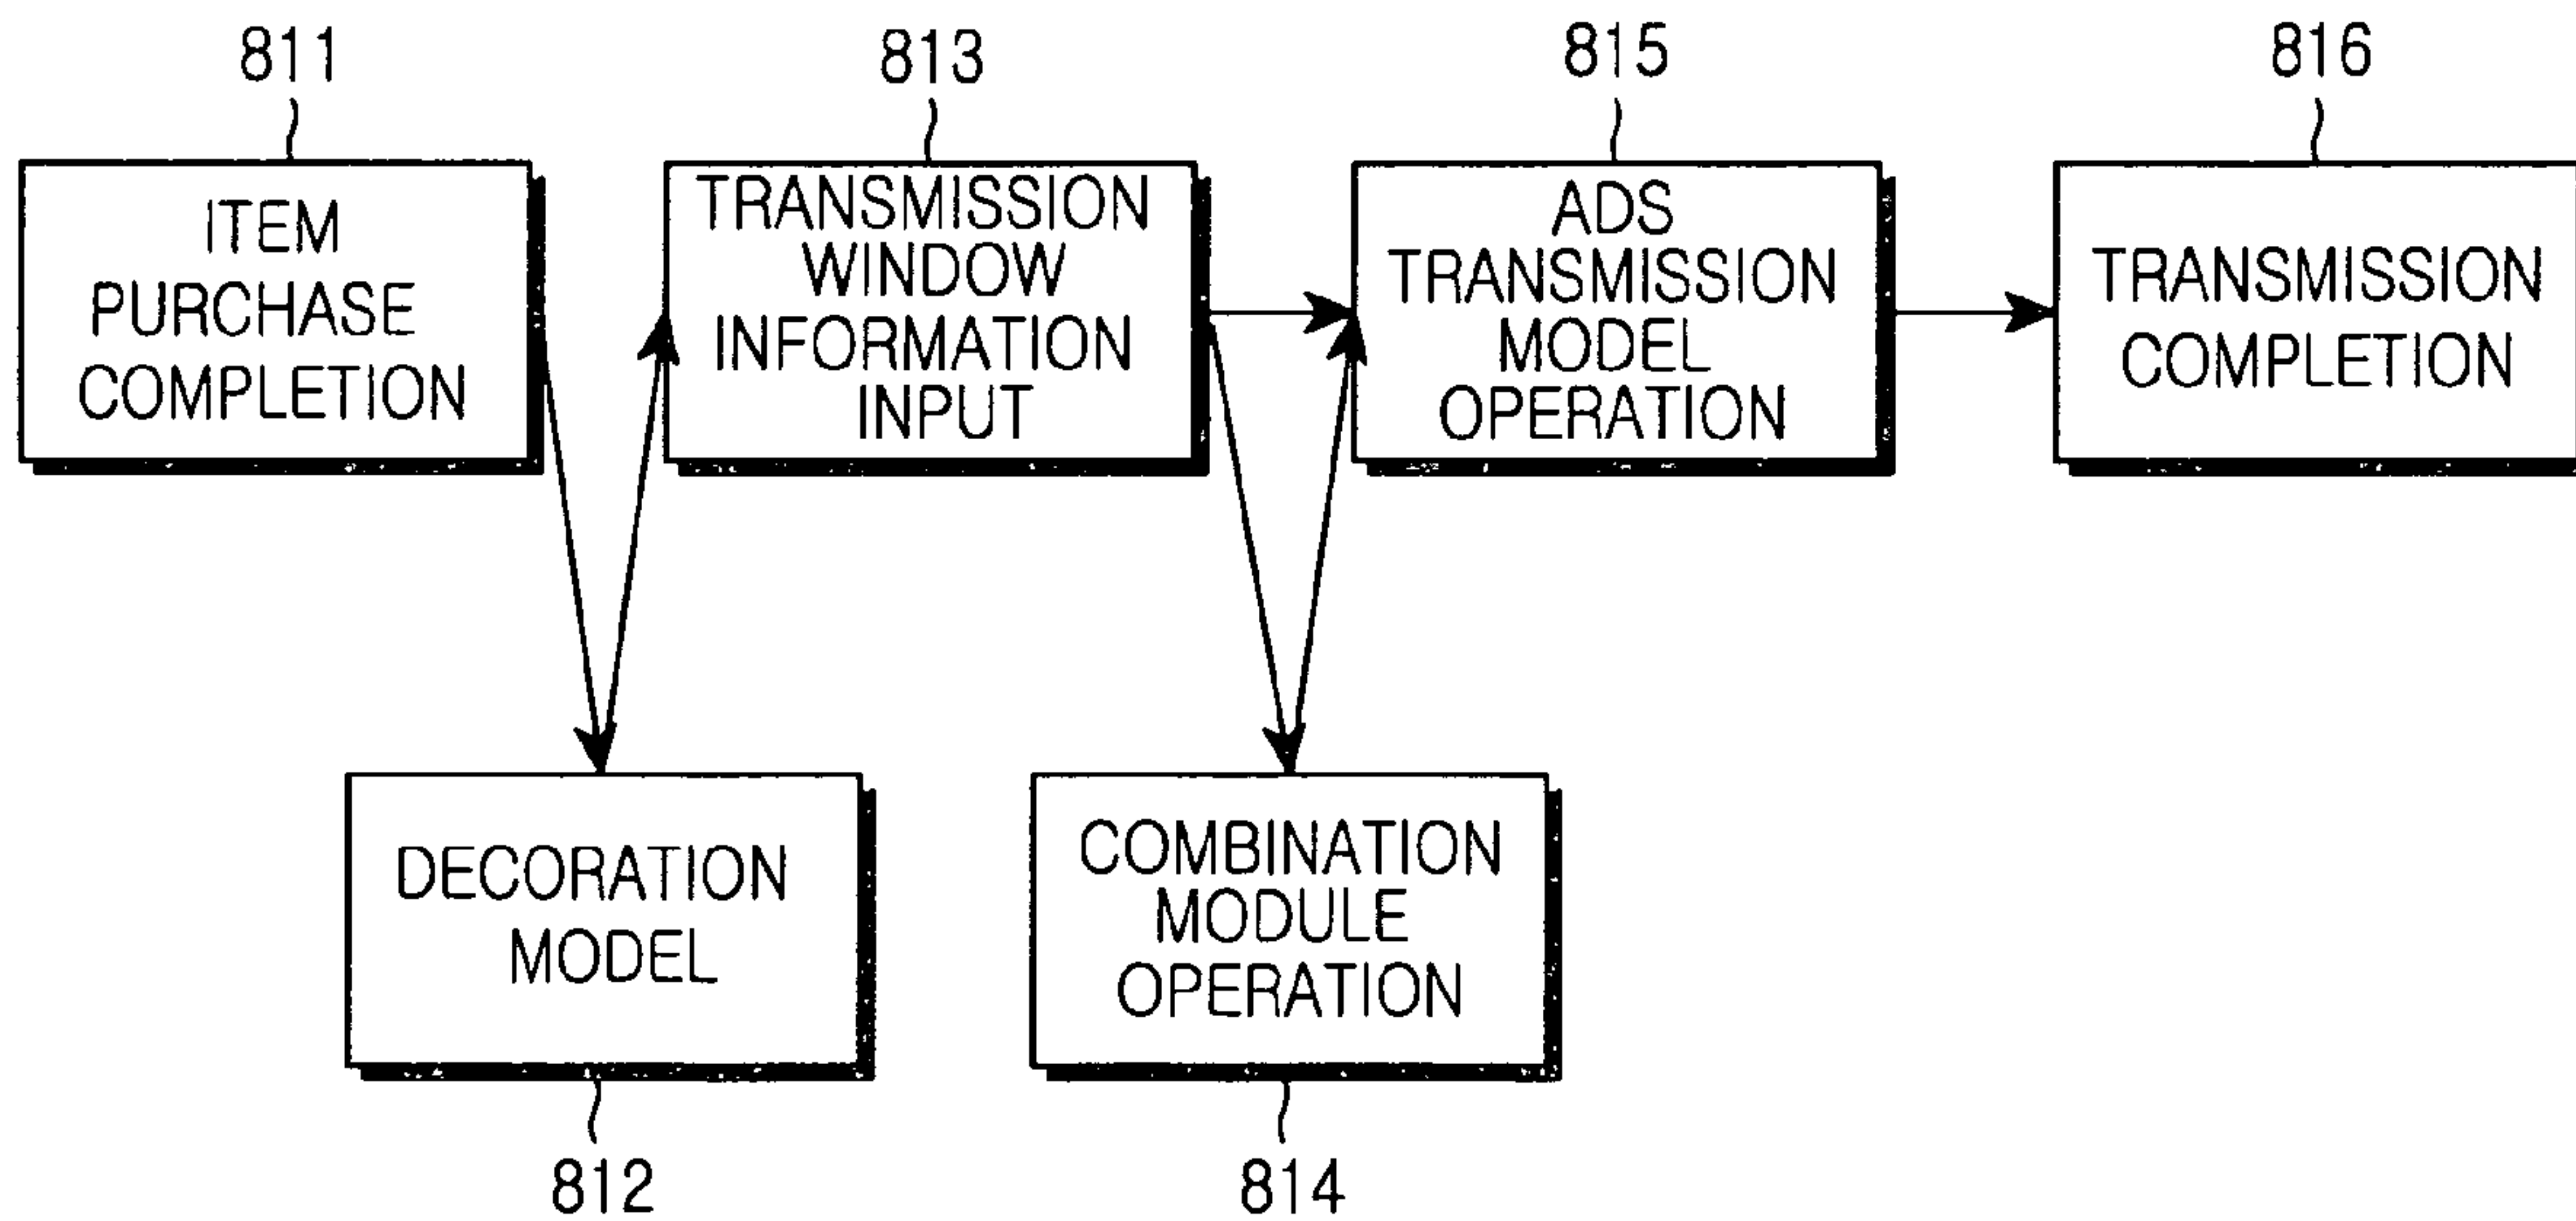 811
ITEM
PURCHASE
COMPLETION
813
TRANSMISSION
WINDOW
INFORMATION
INPUT
815
ADS
TRANSMISSION
MODEL
OPERATION
816
TRANSMISSION
COMPLETION
DECORATION
MODEL
812
COMBINATION
MODULE
OPERATION
814